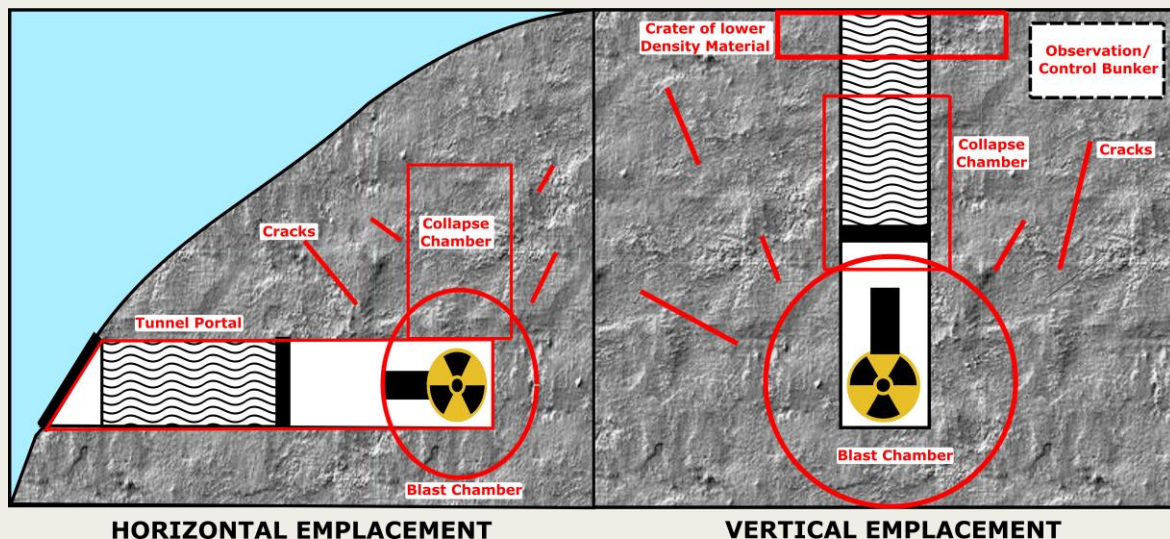 Crater of lower
Density Material
Observation/
Control Bunker
Collapse
Chamber
Cracks
Collapse
Chamber
Cracks
Tunnel Portal
Blast Chamber
Blast Chamber
HORIZONTAL EMPLACEMENT
VERTICAL EMPLACEMENT